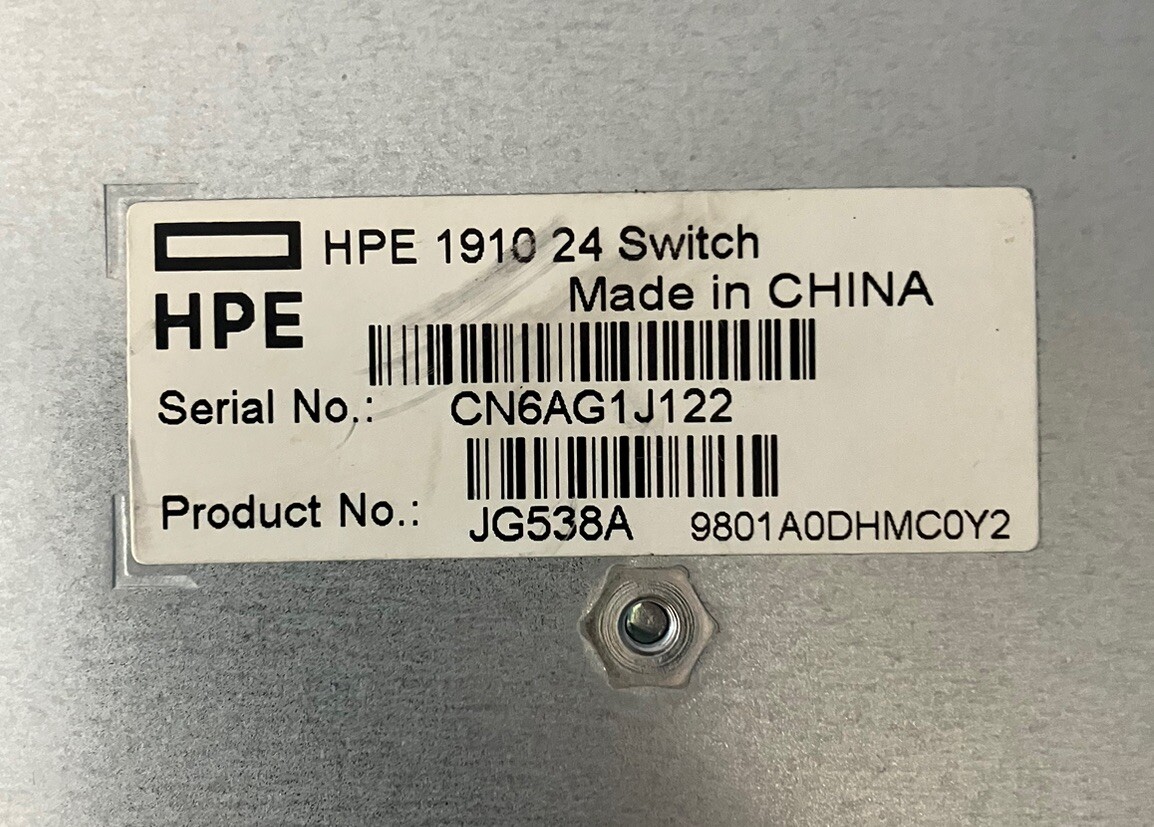 HPE 1910 24 Switch
Made in CHINA
HPE
Serial No.: CN6AG1J122
Product No.: JG538A 9801A0DHMC0Y2